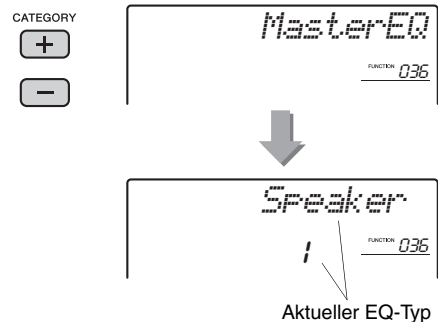 CATEGORY
+
−
MasterEQ
FUNCTION 036
Speaker
1
FUNCTION 036
Aktueller EQ-Typ